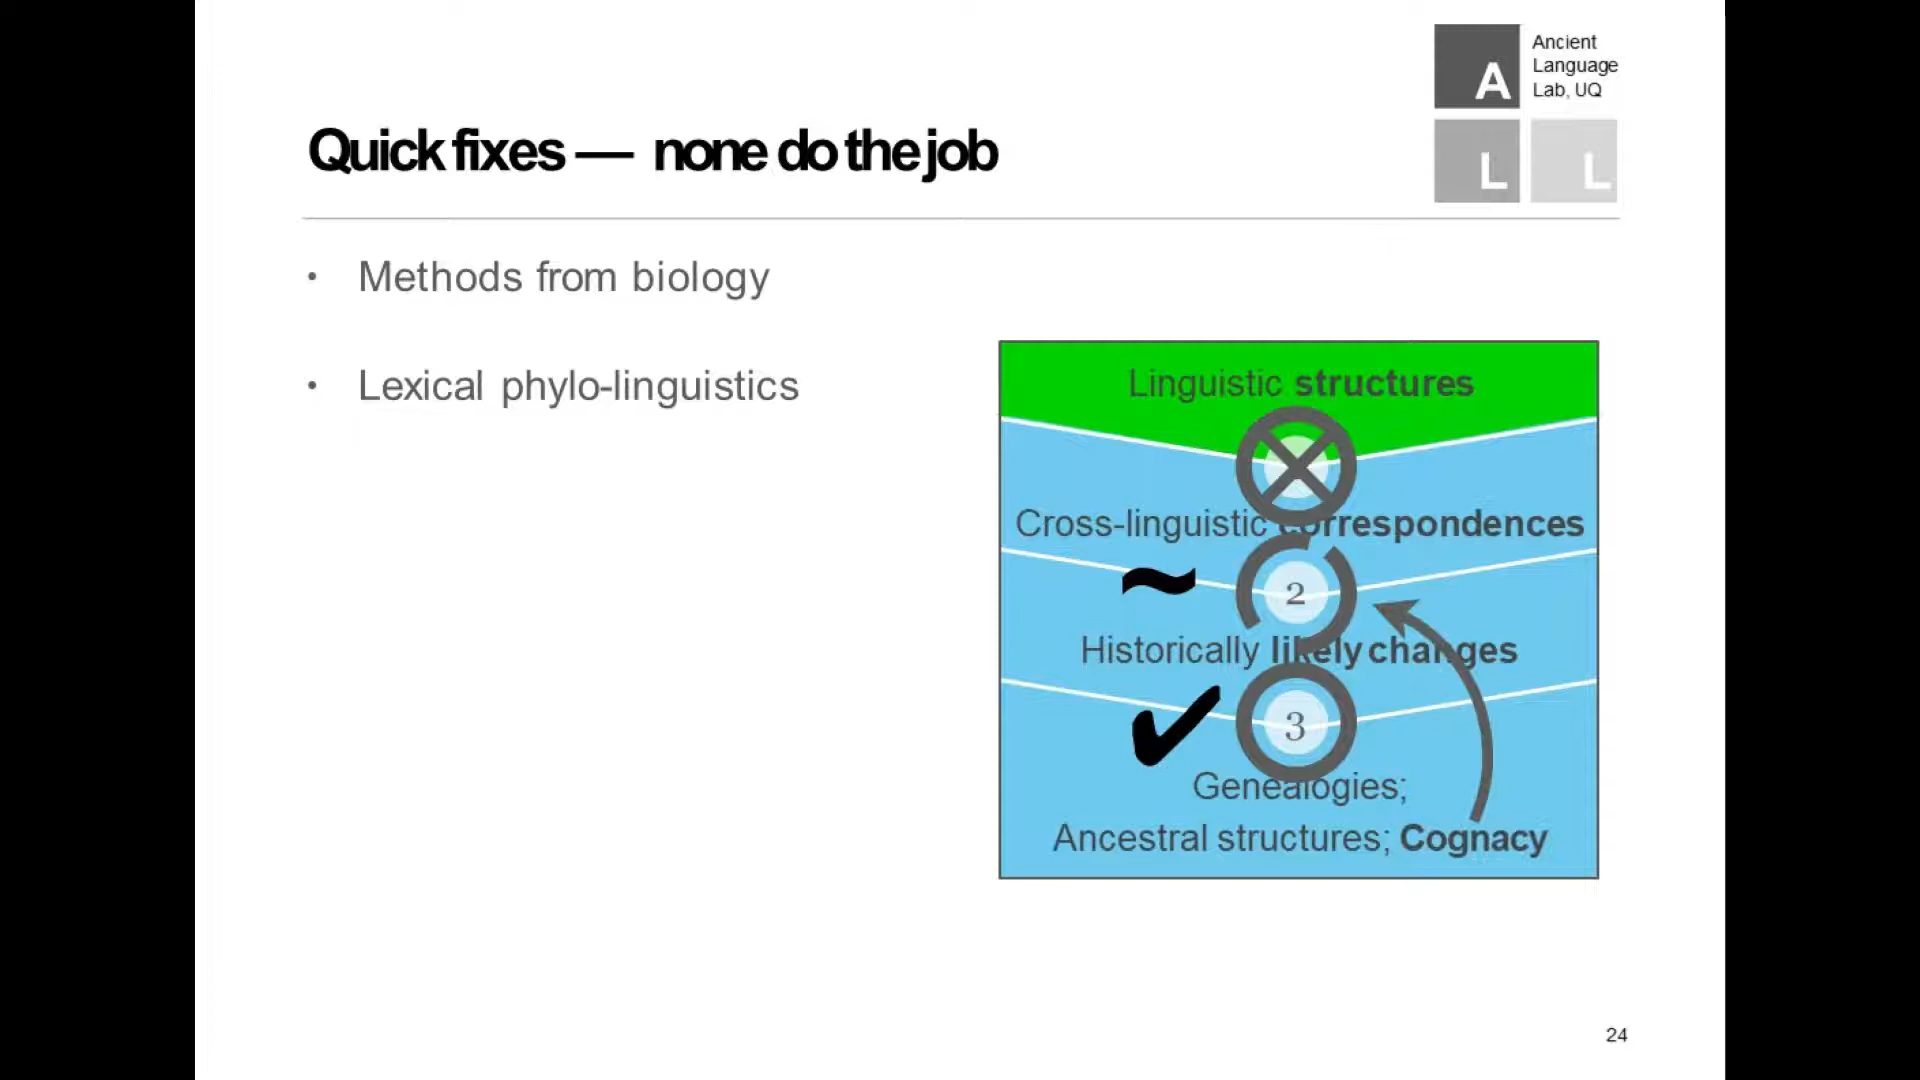 Ancient
Language
Lab, UQ
A
L L
Quick fixes — none do the job
• Methods from biology
• Lexical phylo-linguistics
Linguistic structures
Cross-linguistic correspondences
~
2
Historically likely changes
✔
3
Genealogies;
Ancestral structures; Cognacy
24